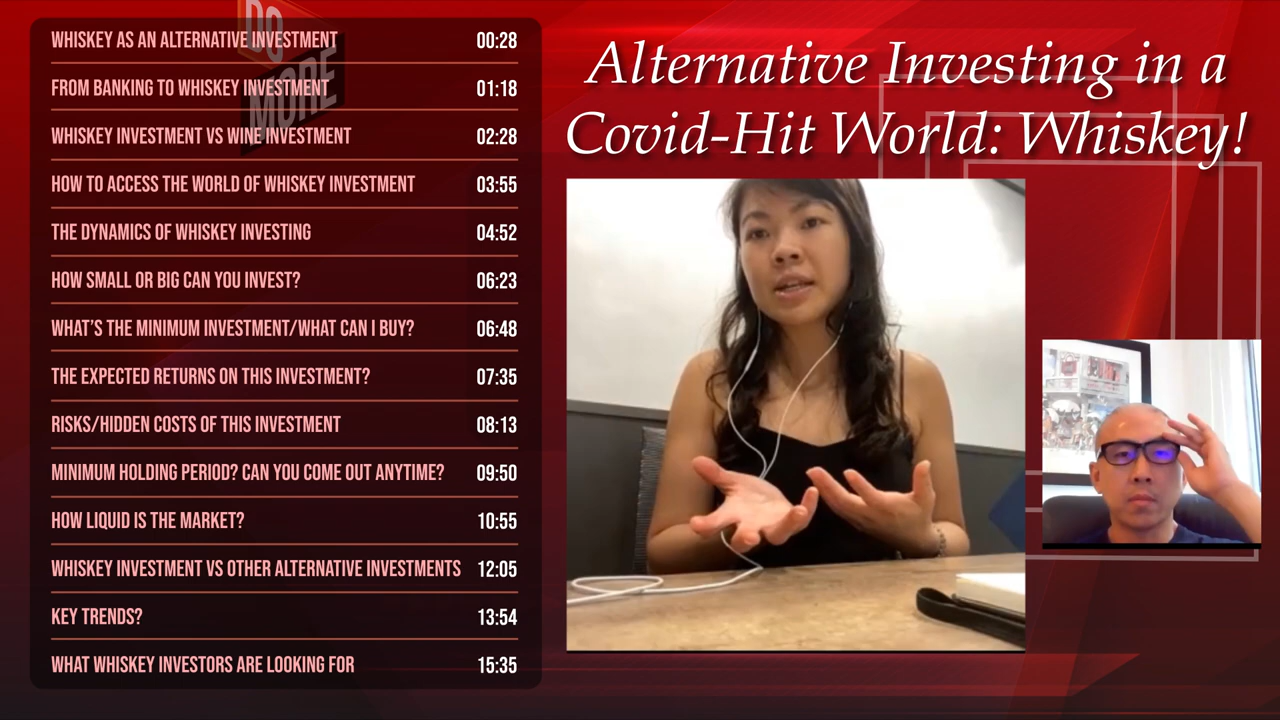 DO
MORE
WHISKEY AS AN ALTERNATIVE INVESTMENT 00:28
FROM BANKING TO WHISKEY INVESTMENT 01:18
WHISKEY INVESTMENT VS WINE INVESTMENT 02:28
HOW TO ACCESS THE WORLD OF WHISKEY INVESTMENT 03:55
THE DYNAMICS OF WHISKEY INVESTING 04:52
HOW SMALL OR BIG CAN YOU INVEST? 06:23
WHAT'S THE MINIMUM INVESTMENT/WHAT CAN I BUY? 06:48
THE EXPECTED RETURNS ON THIS INVESTMENT? 07:35
RISKS/HIDDEN COSTS OF THIS INVESTMENT 08:13
MINIMUM HOLDING PERIOD? CAN YOU COME OUT ANYTIME? 09:50
HOW LIQUID IS THE MARKET? 10:55
WHISKEY INVESTMENT VS OTHER ALTERNATIVE INVESTMENTS 12:05
KEY TRENDS? 13:54
WHAT WHISKEY INVESTORS ARE LOOKING FOR 15:35
Alternative Investing in a
Covid-Hit World: Whiskey!